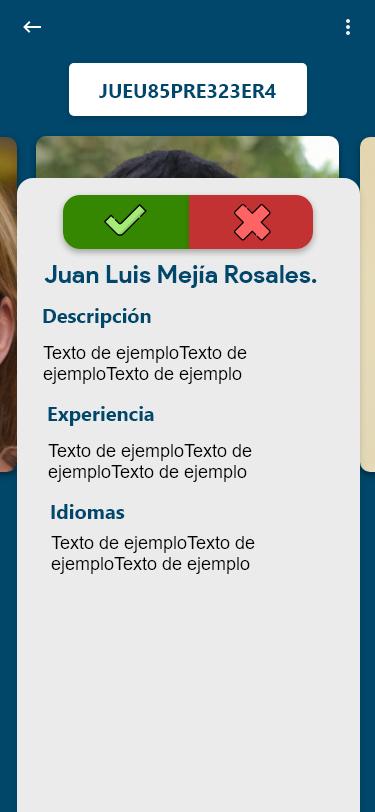 JUEU85PRE323ER4
Juan Luis Mejía Rosales.
Descripción
Texto de ejemploTexto de
ejemploTexto de ejemplo
Experiencia
Texto de ejemploTexto de
ejemploTexto de ejemplo
Idiomas
Texto de ejemploTexto de
ejemploTexto de ejemplo